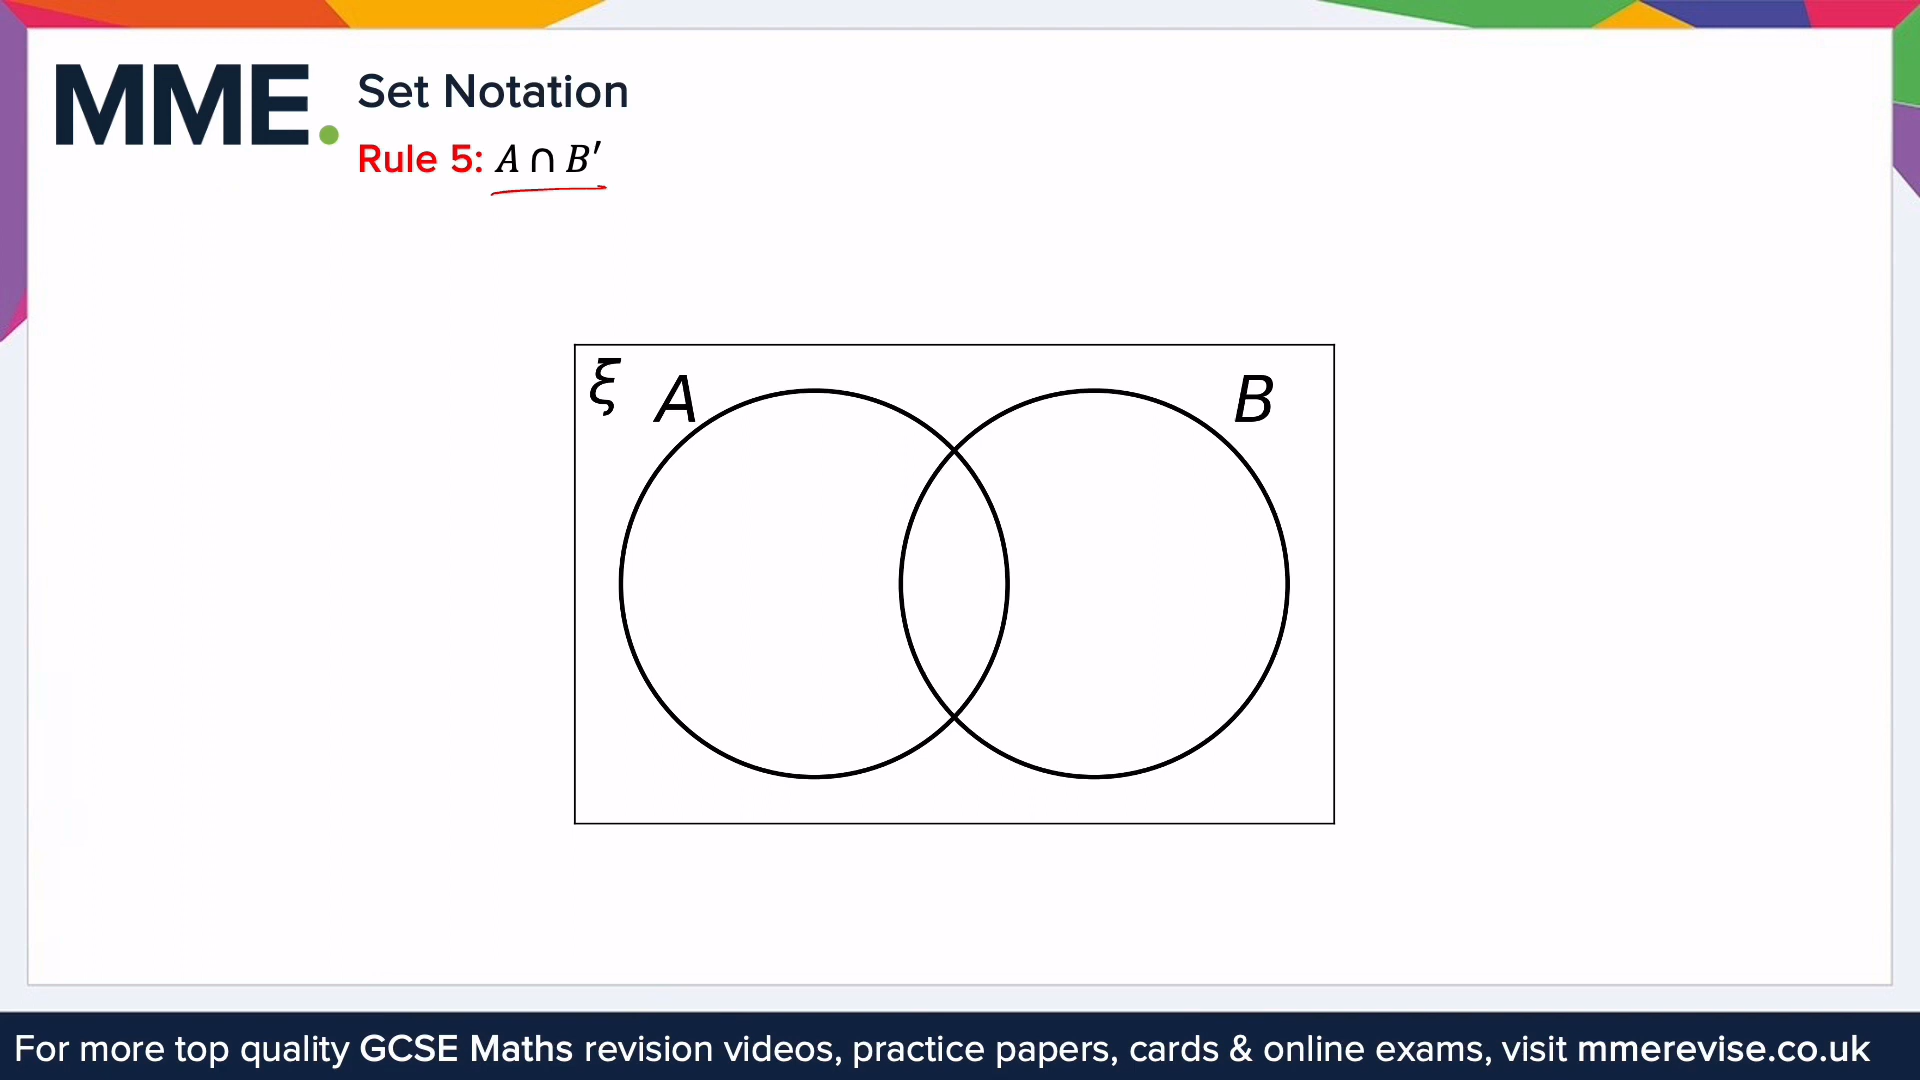 MME.
Set Notation
Rule 5: A ∩ B′
ξ A B
For more top quality GCSE Maths revision videos, practice papers, cards & online exams, visit mmerevise.co.uk